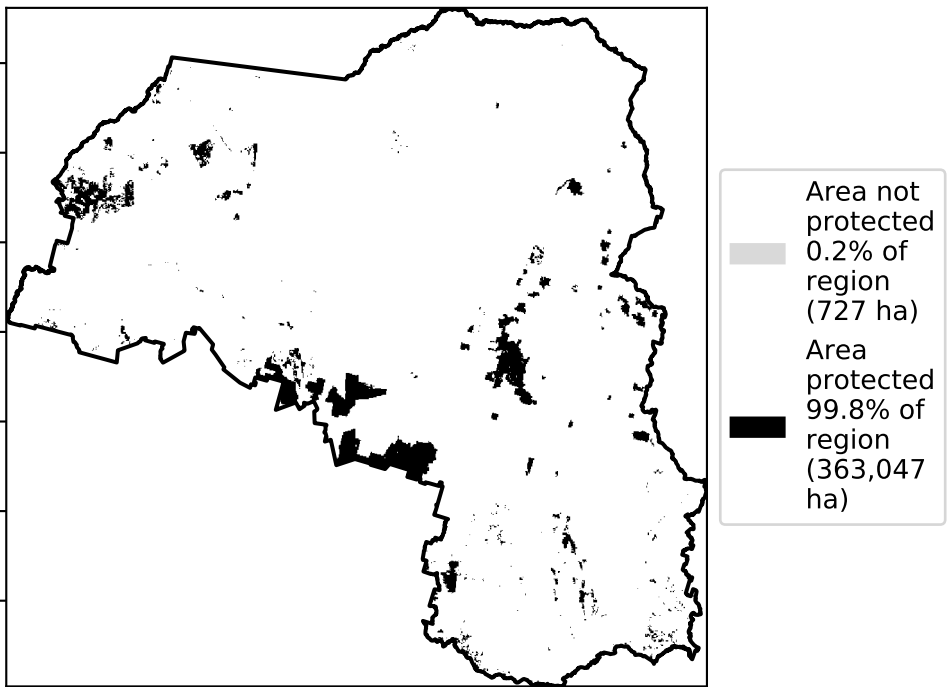 Area not
protected
0.2% of
region
(727 ha)
Area
protected
99.8% of
region
(363,047
ha)